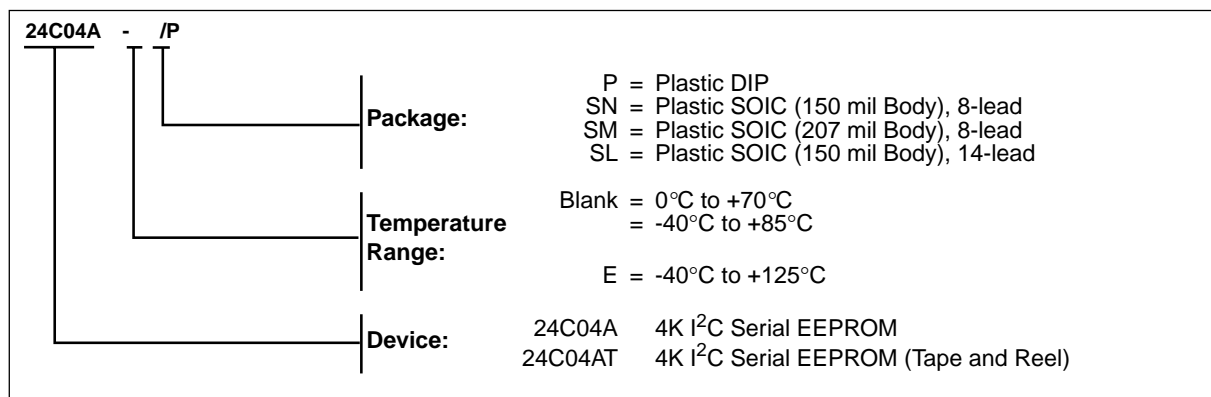 24C04A - /P
Package:
P = Plastic DIP
SN = Plastic SOIC (150 mil Body), 8-lead
SM = Plastic SOIC (207 mil Body), 8-lead
SL = Plastic SOIC (150 mil Body), 14-lead
Temperature
Range:
Blank = 0°C to +70°C
= -40°C to +85°C
E = -40°C to +125°C
Device:
24C04A 4K I²C Serial EEPROM
24C04AT 4K I²C Serial EEPROM (Tape and Reel)